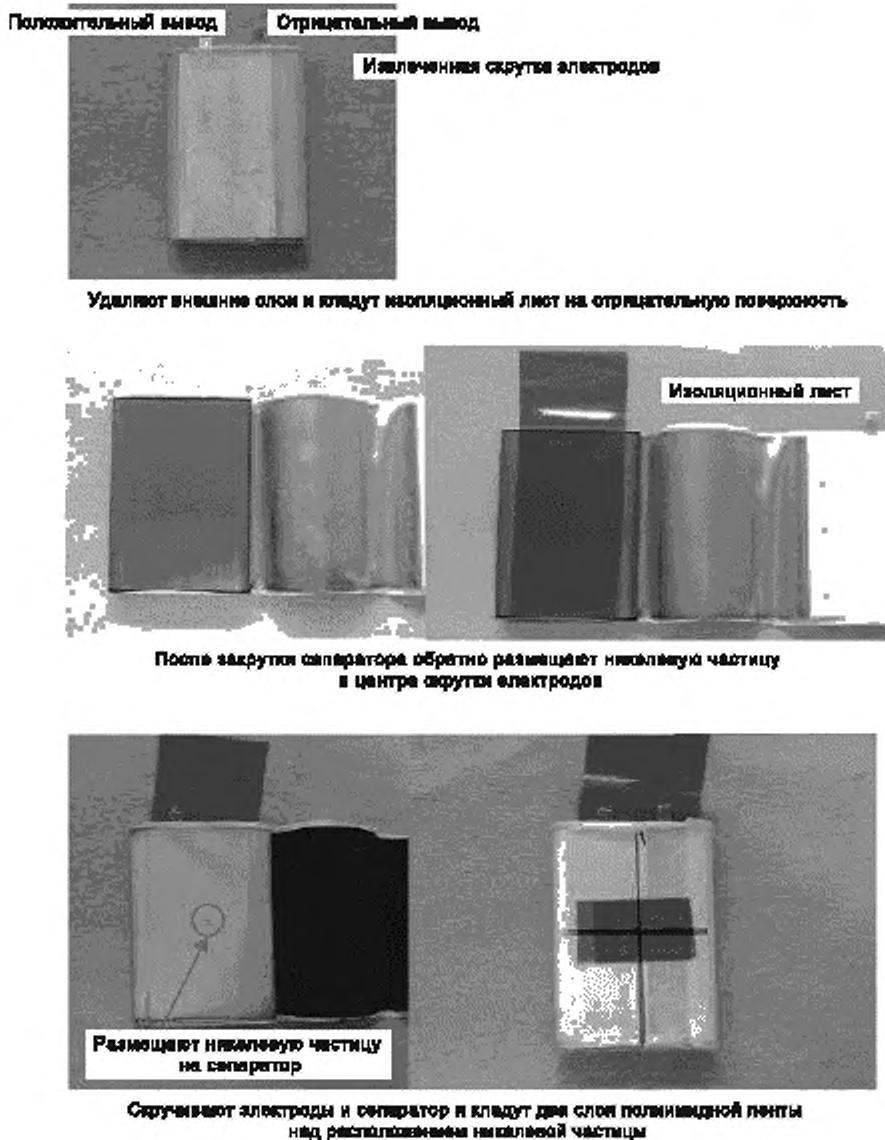 Положительный вывод
Отрицательный вывод
Извлеченная скрутка электродов
Удаляют внешние слои и кладут изоляционный лист на отрицательную поверхность
Изоляционный лист
После закрутки сепаратора обратно размещают никелевую частицу
в центре скрутки электродов
Размещают никелевую частицу
на сепаратор
Скручивают электроды и сепаратор и кладут два слоя полиимидной ленты
над расположением никелевой частицы